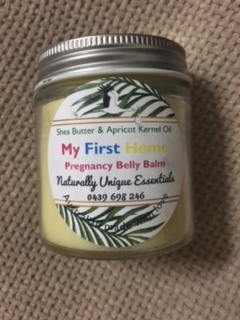 Shea Butter & Apricot Kernel Oil
My First Home
Pregnancy Belly Balm
Naturally Unique Essentials
0439 698 246